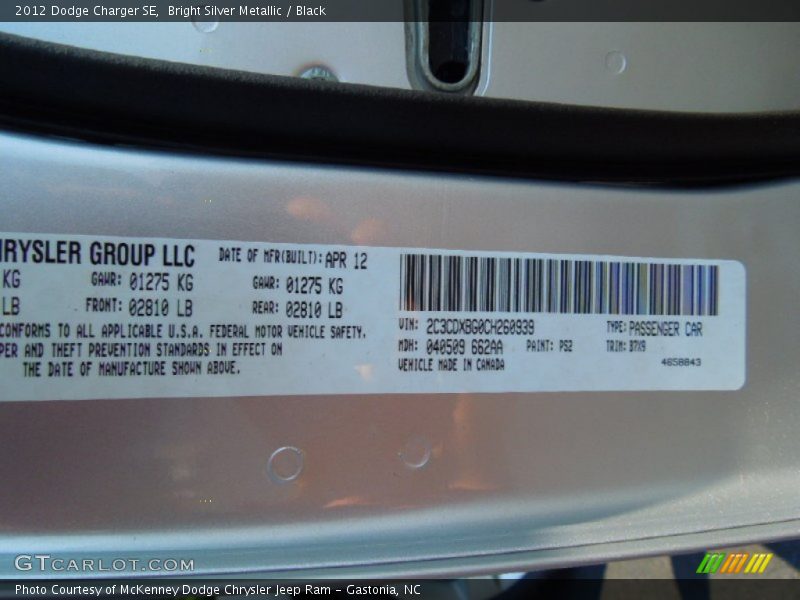 2012 Dodge Charger SE,  Bright Silver Metallic / Black
HRYSLER GROUP LLC DATE OF MFR(BUILT): APR 12
KG GAWR: 01275 KG GAWR: 01275 KG
LB FRONT: 02810 LB REAR: 02810 LB
CONFORMS TO ALL APPLICABLE U.S.A. FEDERAL MOTOR VEHICLE SAFETY,
PER AND THEFT PREVENTION STANDARDS IN EFFECT ON
THE DATE OF MANUFACTURE SHOWN ABOVE.
VIN: 2C3CDXBG0CH260939 TYPE: PASSENGER CAR
MDH: 040509 662AA PAINT: PS2 TRIM: B7X9
VEHICLE MADE IN CANADA 4658843
GTCARLOT.COM
Photo Courtesy of McKenney Dodge Chrysler Jeep Ram – Gastonia, NC